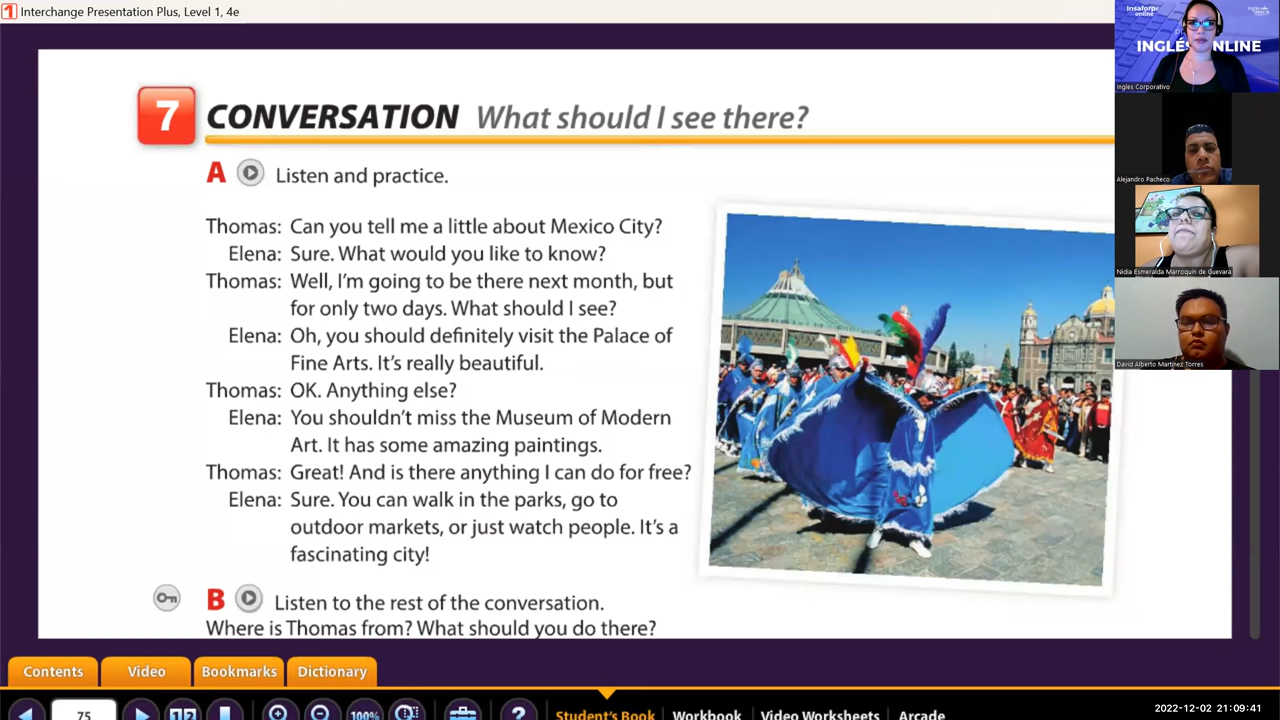 Interchange Presentation Plus, Level 1, 4e
Insaforp online
INGLÉS ONLINE
Ingles Corporativo
Alejandro Pacheco
Nidia Esmeralda Marroquin de Guevara
David Alberto Martinez Torres
7 CONVERSATION What should I see there?
A Listen and practice.
Thomas: Can you tell me a little about Mexico City?
Elena: Sure. What would you like to know?
Thomas: Well, I'm going to be there next month, but
for only two days. What should I see?
Elena: Oh, you should definitely visit the Palace of
Fine Arts. It's really beautiful.
Thomas: OK. Anything else?
Elena: You shouldn't miss the Museum of Modern
Art. It has some amazing paintings.
Thomas: Great! And is there anything I can do for free?
Elena: Sure. You can walk in the parks, go to
outdoor markets, or just watch people. It's a
fascinating city!
B Listen to the rest of the conversation.
Where is Thomas from? What should you do there?
Contents Video Bookmarks Dictionary
75 1 2 100% ? Student's Book Workbook Video Worksheets Arcade
2022-12-02 21:09:41